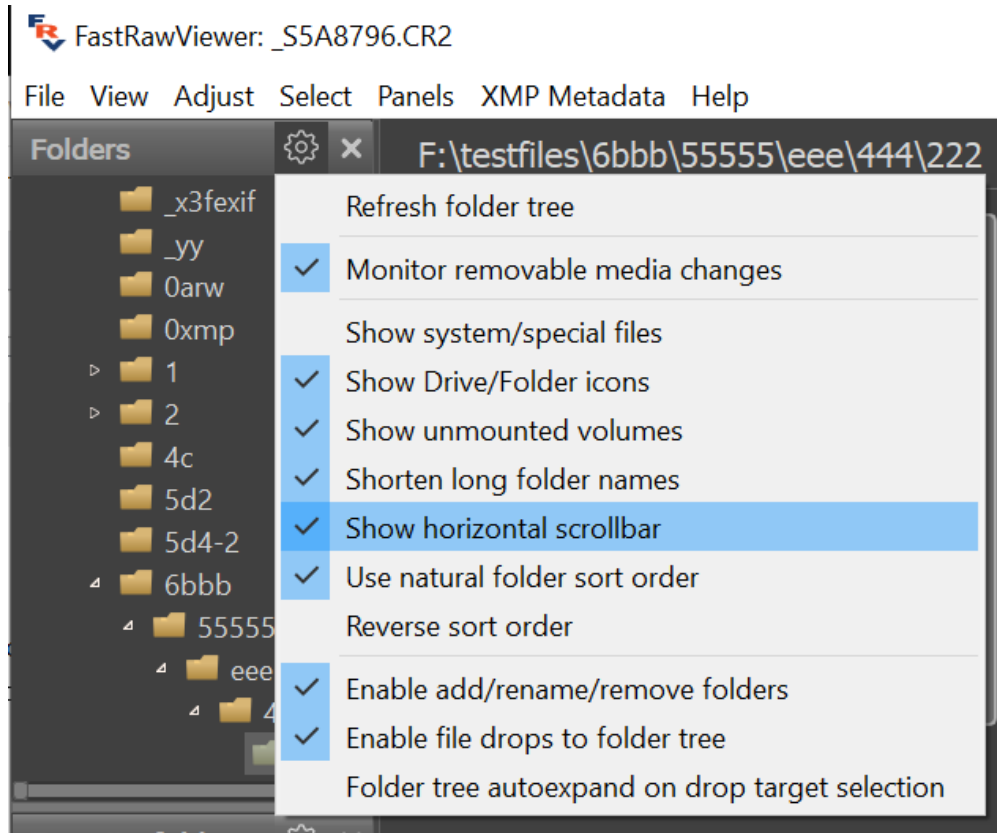 FastRawViewer: _S5A8796.CR2
File View Adjust Select Panels XMP Metadata Help
Folders
F:\testfiles\6bbb\55555\eee\444\222
_x3fexif
_yy
0arw
0xmp
1
2
4c
5d2
5d4-2
6bbb
55555
eee
4
Refresh folder tree
Monitor removable media changes
Show system/special files
Show Drive/Folder icons
Show unmounted volumes
Shorten long folder names
Show horizontal scrollbar
Use natural folder sort order
Reverse sort order
Enable add/rename/remove folders
Enable file drops to folder tree
Folder tree autoexpand on drop target selection